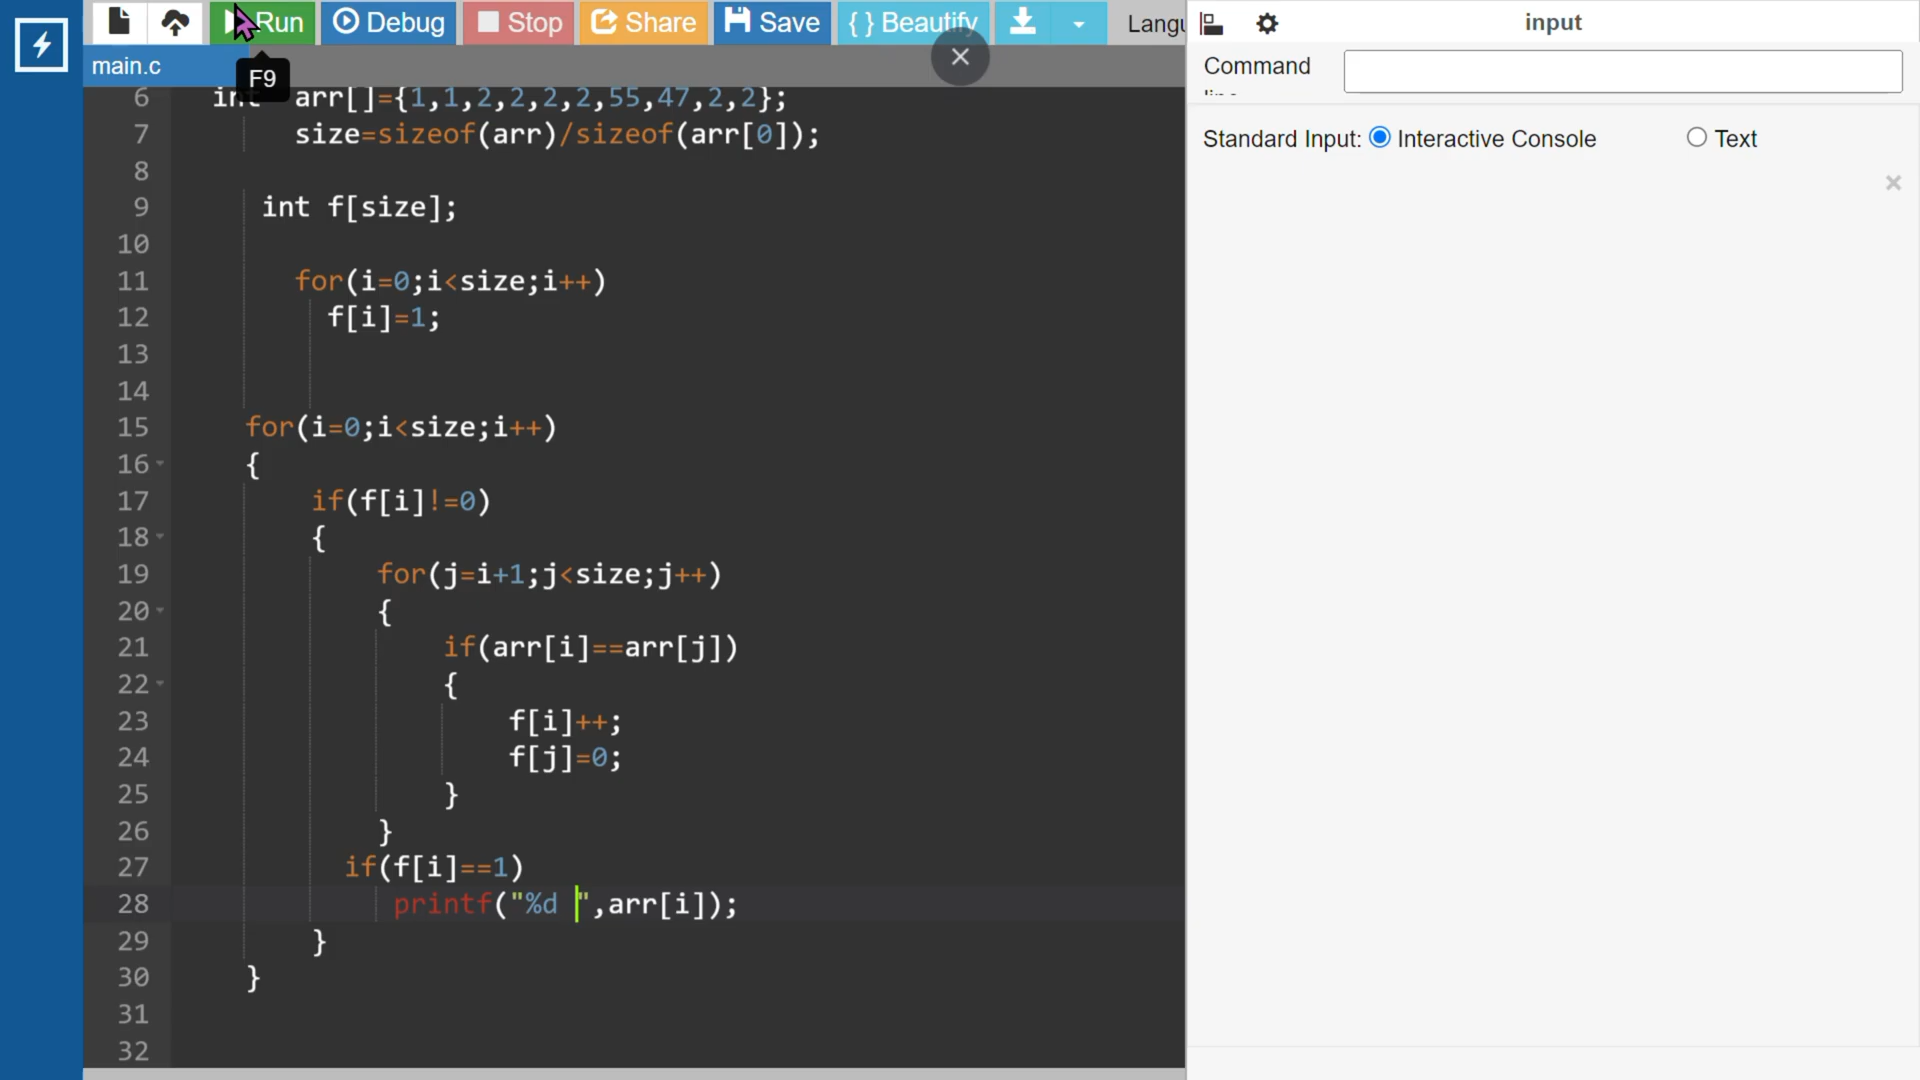 Run
Debug
Stop
Share
Save
{ } Beautify
Langu
input
main.c
F9
Command
Standard Input:
Interactive Console
Text
6 int arr[]={1,1,2,2,2,2,55,47,2,2};
7 size=sizeof(arr)/sizeof(arr[0]);
8
9 int f[size];
10
11 for(i=0;i<size;i++)
12 f[i]=1;
13
14
15 for(i=0;i<size;i++)
16 {
17 if(f[i]!=0)
18 {
19 for(j=i+1;j<size;j++)
20 {
21 if(arr[i]==arr[j])
22 {
23 f[i]++;
24 f[j]=0;
25 }
26 }
27 if(f[i]==1)
28 printf("%d ",arr[i]);
29 }
30 }
31
32